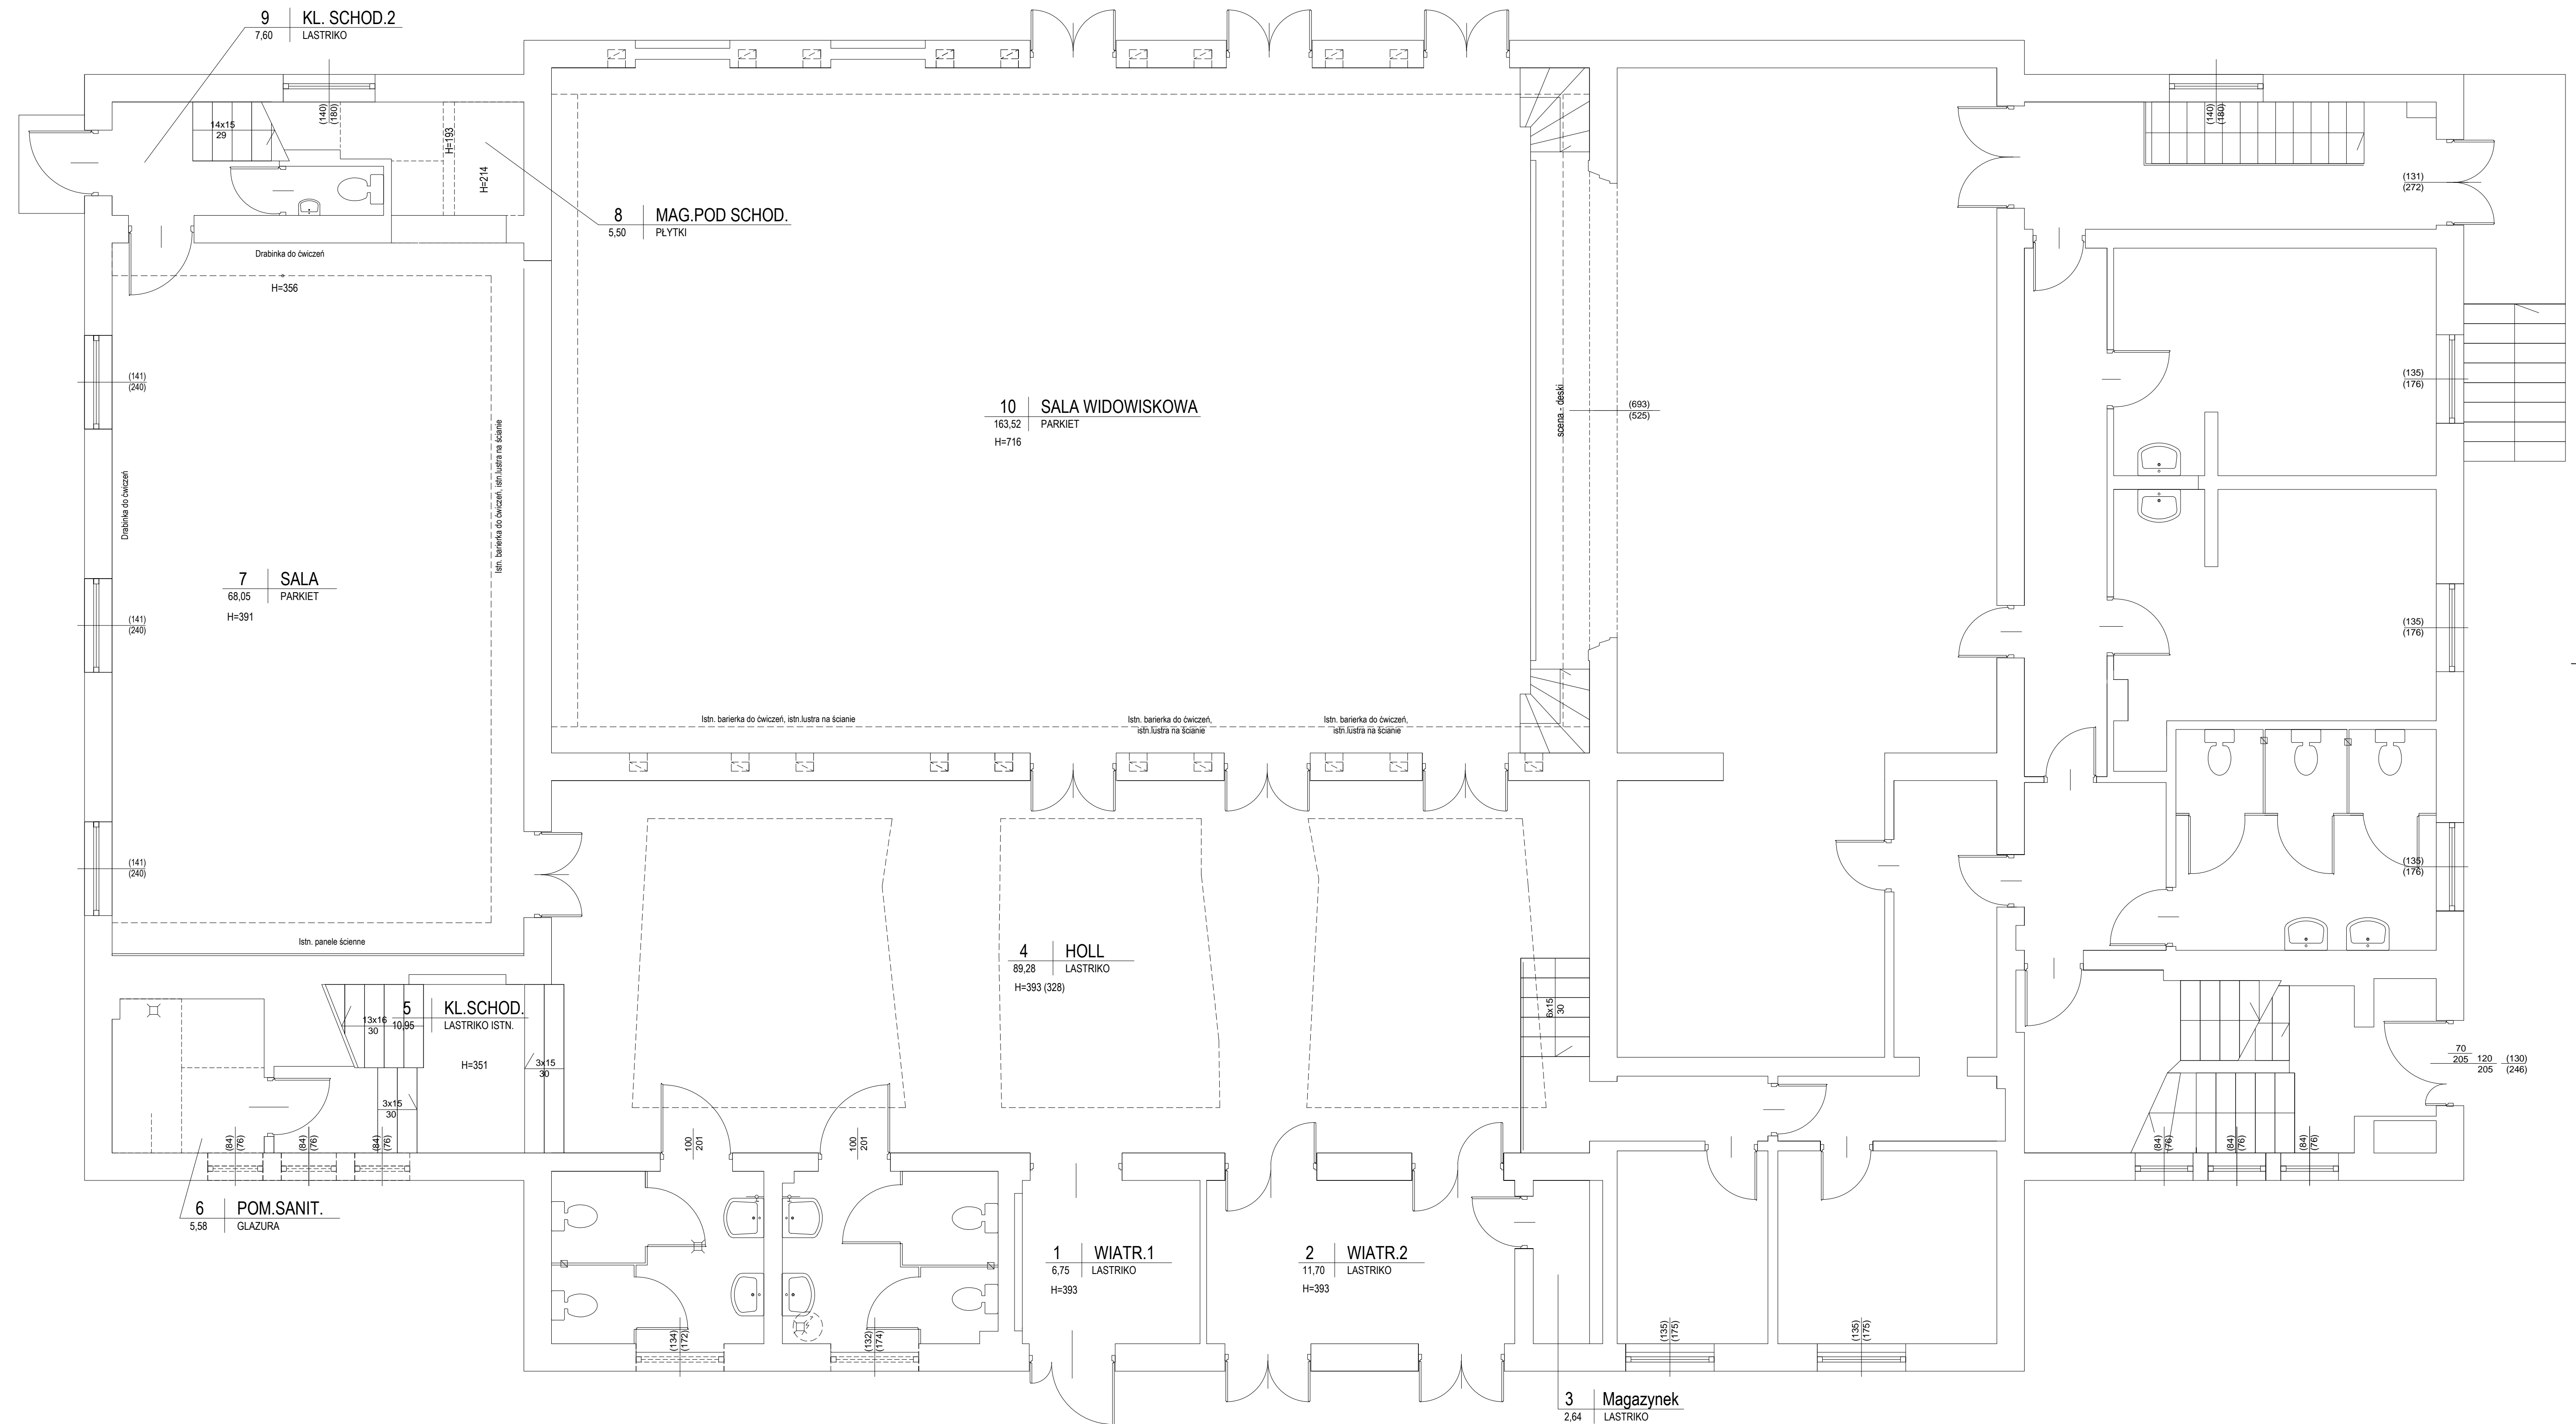 9 KL. SCHOD.2
7,60 LASTRIKO
14x15
29
(140)
(180)
H=193
H=214
8 MAG.POD SCHOD.
5,50 PŁYTKI
(140)
(180)
(131)
(272)
Drabinka do ćwiczeń
H=356
(141)
(240)
Istn. barierka do ćwiczeń, istn.lustra na ścianie
Drabinka do ćwiczeń
10 SALA WIDOWISKOWA
163,52 PARKIET
H=716
scena - deski
(693)
(525)
(135)
(176)
7 SALA
68,05 PARKIET
H=391
(141)
(240)
(135)
(176)
Istn. barierka do ćwiczeń, istn.lustra na ścianie
Istn. barierka do ćwiczeń,
istn.lustra na ścianie
Istn. barierka do ćwiczeń,
istn.lustra na ścianie
(141)
(240)
(135)
(176)
Istn. panele ścienne
4 HOLL
89,28 LASTRIKO
H=393 (328)
6x15
30
5 KL.SCHOD.
10,95 LASTRIKO ISTN.
13x16
30
H=351
3x15
30
3x15
30
70
205
120
205
(130)
(246)
(84)
(76)
(84)
(76)
(84)
(76)
100
201
100
201
(84)
(76)
(84)
(76)
(84)
(76)
6 POM.SANIT.
5,58 GLAZURA
1 WIATR.1
6,75 LASTRIKO
H=393
2 WIATR.2
11,70 LASTRIKO
H=393
(134)
(172)
(132)
(174)
(135)
(175)
(135)
(175)
3 Magazynek
2,64 LASTRIKO